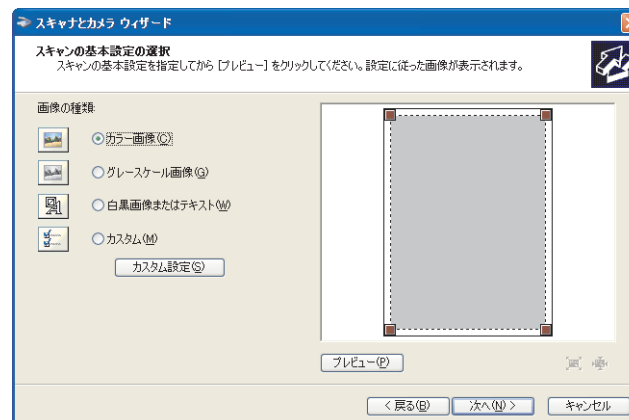 スキャナとカメラ ウィザード
スキャンの基本設定の選択
スキャンの基本設定を指定してから [プレビュー] をクリックしてください。設定に従った画像が表示されます。
画像の種類:
カラー画像(C)
グレースケール画像(G)
白黒画像またはテキスト(W)
カスタム(M)
カスタム設定(S)
プレビュー(P)
< 戻る(B)
次へ(N) >
キャンセル